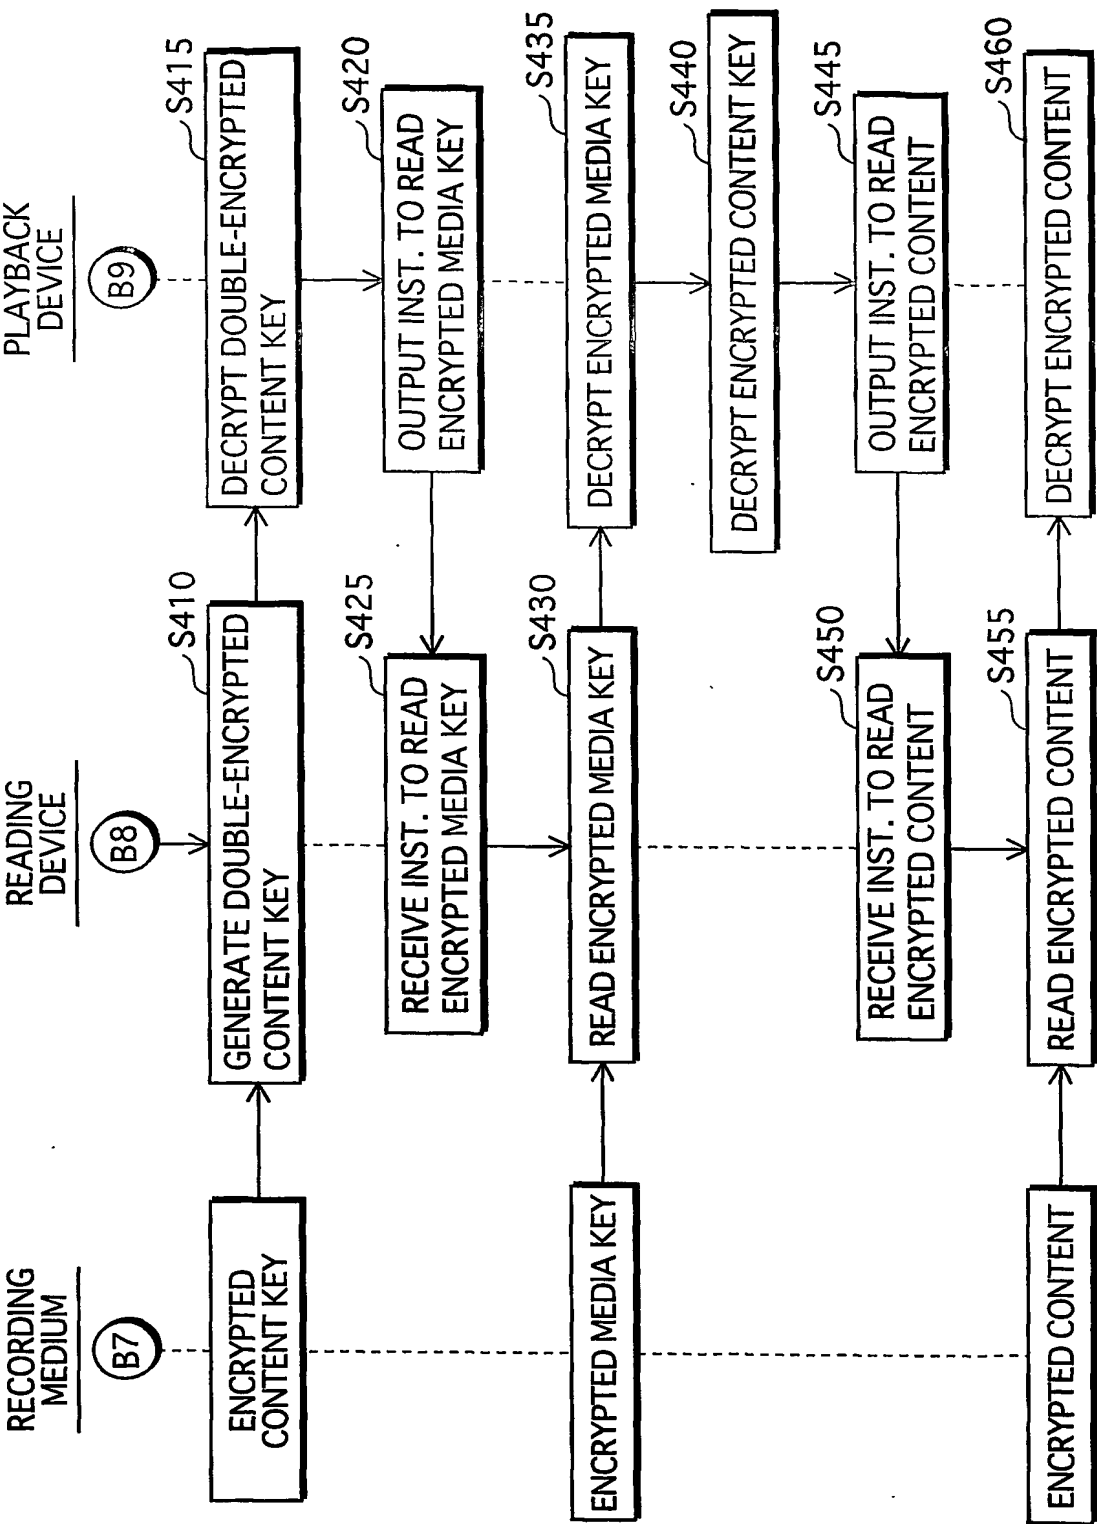 RECORDING
MEDIUM
READING
DEVICE
PLAYBACK
DEVICE
B7
B8
B9
ENCRYPTED
CONTENT KEY
S410
GENERATE DOUBLE-ENCRYPTED
CONTENT KEY
S415
DECRYPT DOUBLE-ENCRYPTED
CONTENT KEY
S420
OUTPUT INST. TO READ
ENCRYPTED MEDIA KEY
S425
RECEIVE INST. TO READ
ENCRYPTED MEDIA KEY
ENCRYPTED MEDIA KEY
S430
READ ENCRYPTED MEDIA KEY
S435
DECRYPT ENCRYPTED MEDIA KEY
S440
DECRYPT ENCRYPTED CONTENT KEY
S445
OUTPUT INST. TO READ
ENCRYPTED CONTENT
S450
RECEIVE INST. TO READ
ENCRYPTED CONTENT
ENCRYPTED CONTENT
S455
READ ENCRYPTED CONTENT
S460
DECRYPT ENCRYPTED CONTENT